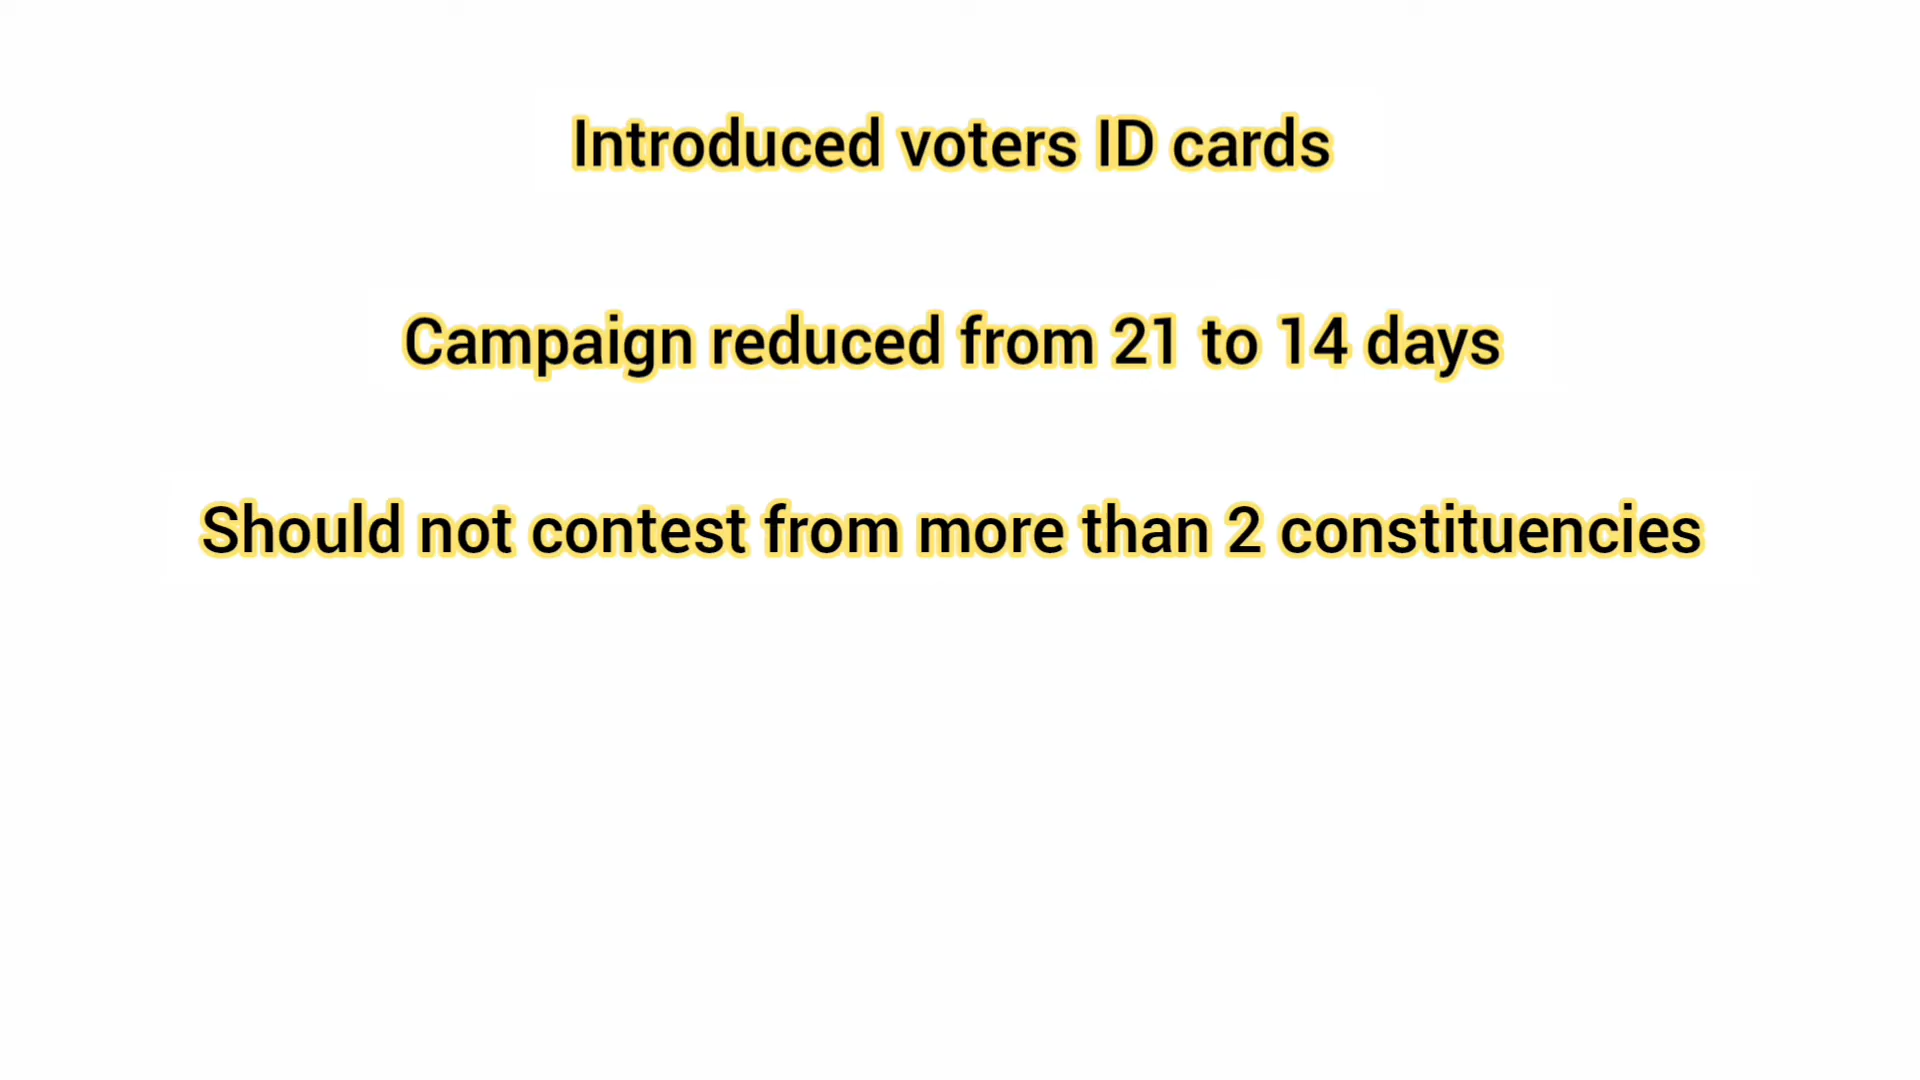 Introduced voters ID cards
Campaign reduced from 21 to 14 days
Should not contest from more than 2 constituencies